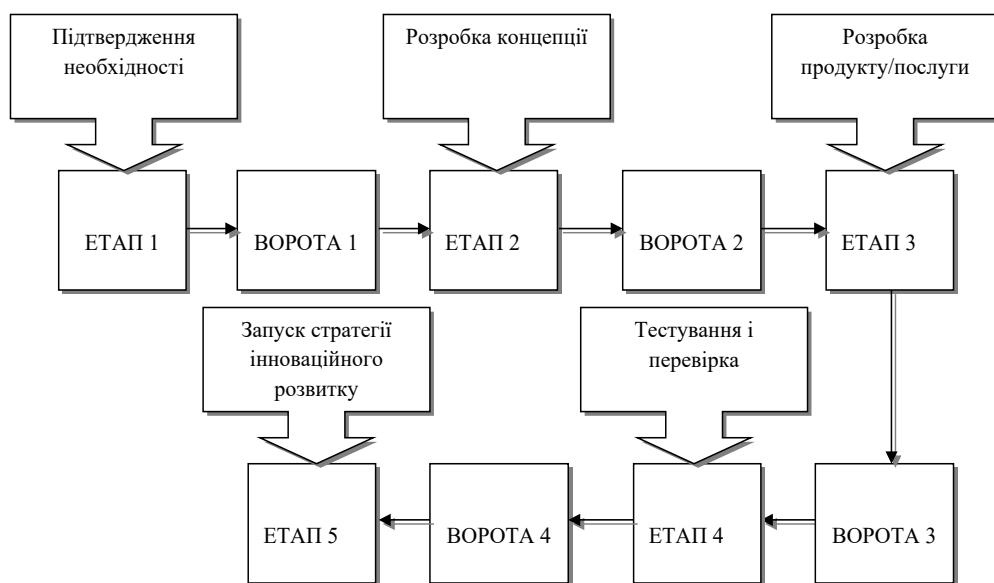 Підтвердження
необхідності
Розробка концепції
Розробка
продукту/послуги
ЕТАП 1
ВОРОТА 1
ЕТАП 2
ВОРОТА 2
ЕТАП 3
Запуск стратегії
інноваційного
розвитку
Тестування і
перевірка
ЕТАП 5
ВОРОТА 4
ЕТАП 4
ВОРОТА 3